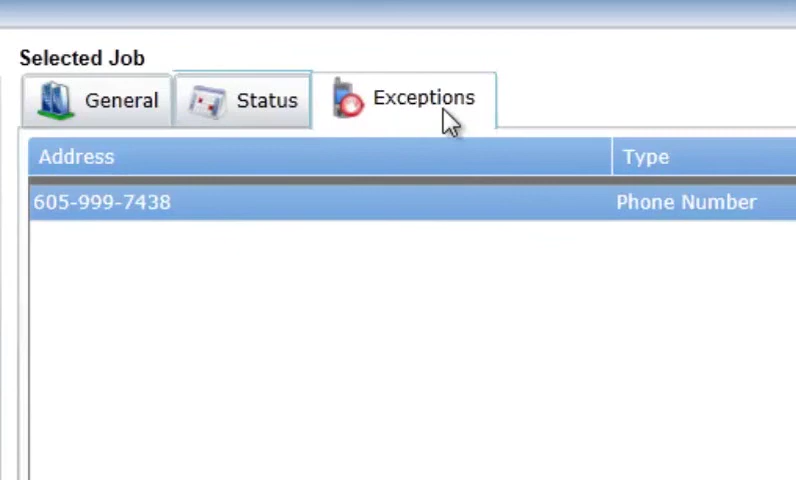 Selected Job
General Status Exceptions
Address Type
605-999-7438 Phone Number